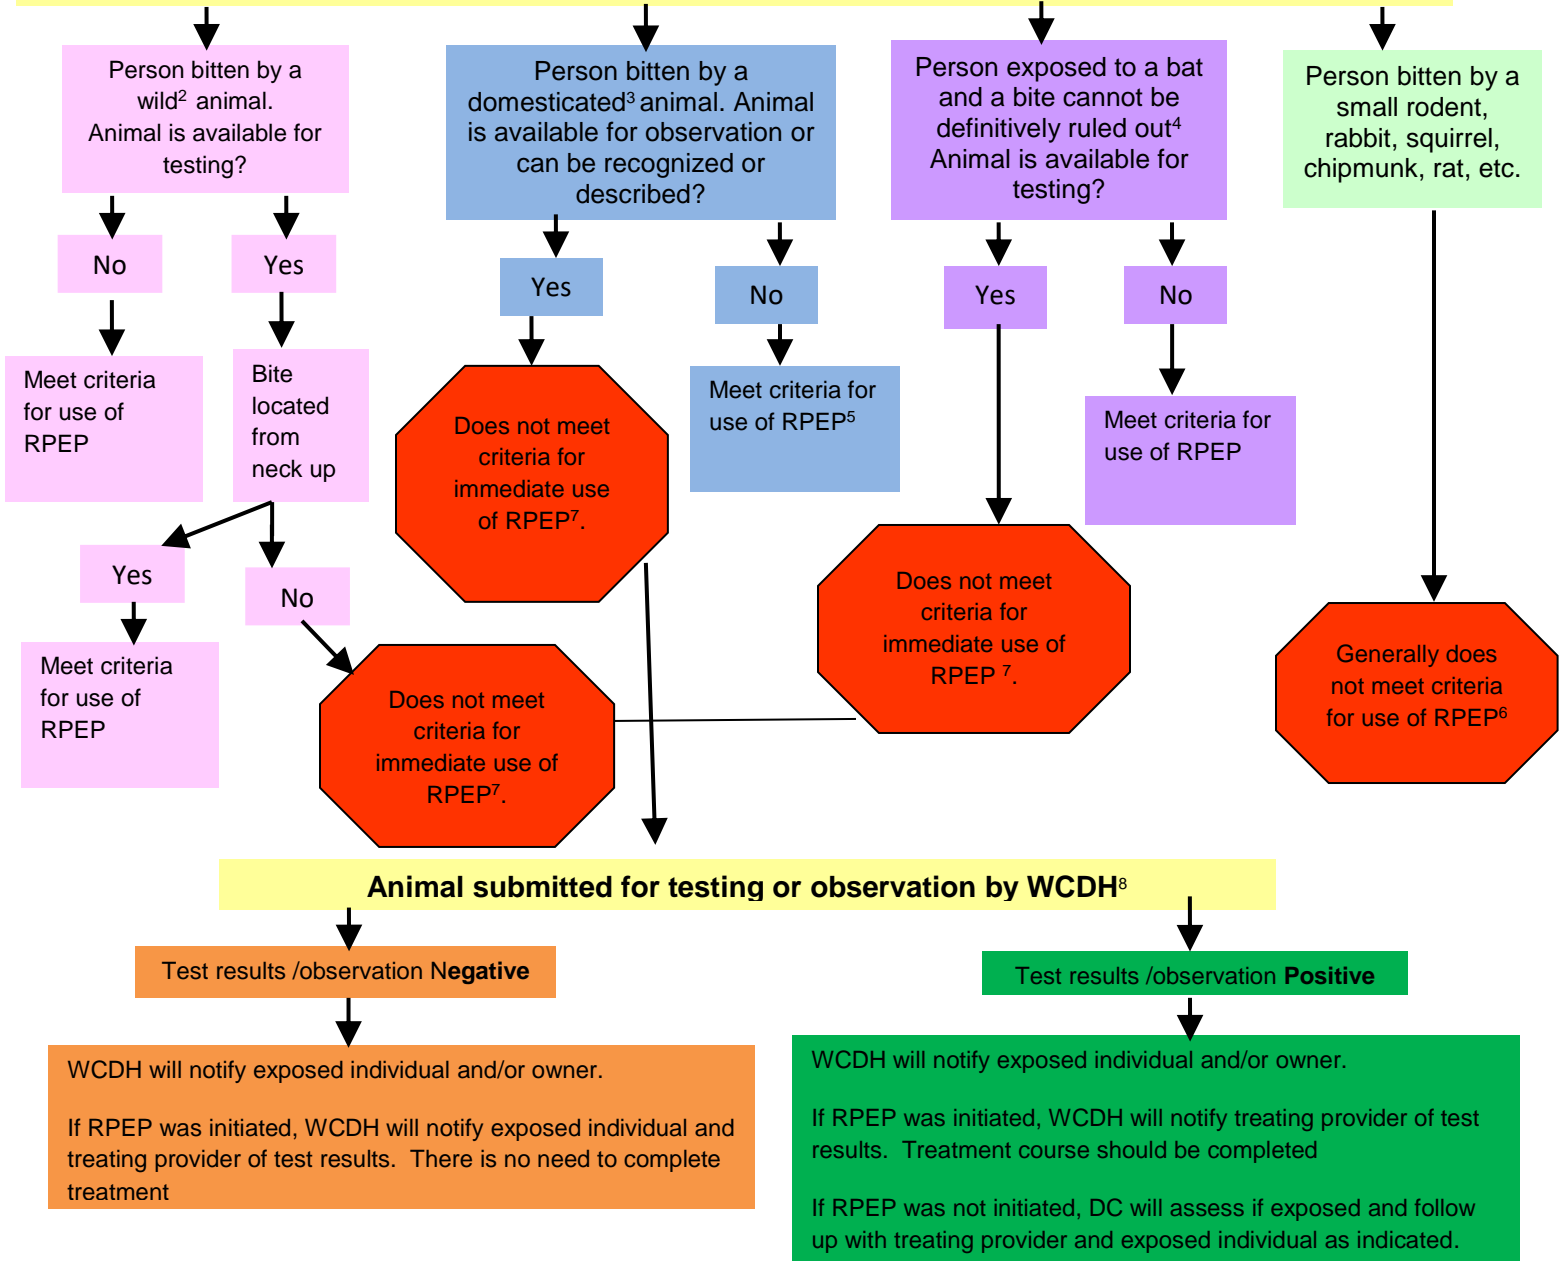 Person bitten by a
wild2 animal.
Animal is available for
testing?
Person bitten by a
domesticated3 animal. Animal
is available for observation or
can be recognized or
described?
Person exposed to a bat
and a bite cannot be
definitively ruled out4
Animal is available for
testing?
Person bitten by a
small rodent,
rabbit, squirrel,
chipmunk, rat, etc.
No
Yes
Yes
No
Yes
No
Meet criteria
for use of
RPEP
Bite
located
from
neck up
Does not meet
criteria for
immediate use
of RPEP7.
Meet criteria for
use of RPEP5
Meet criteria for
use of RPEP
Yes
No
Meet criteria
for use of
RPEP
Does not meet
criteria for
immediate use of
RPEP7.
Does not meet
criteria for
immediate use of
RPEP 7.
Generally does
not meet criteria
for use of RPEP6
Animal submitted for testing or observation by WCDH8
Test results /observation Negative
Test results /observation Positive
WCDH will notify exposed individual and/or owner.
If RPEP was initiated, WCDH will notify exposed individual and
treating provider of test results.  There is no need to complete
treatment
WCDH will notify exposed individual and/or owner.
If RPEP was initiated, WCDH will notify treating provider of test
results.  Treatment course should be completed
If RPEP was not initiated, DC will assess if exposed and follow
up with treating provider and exposed individual as indicated.